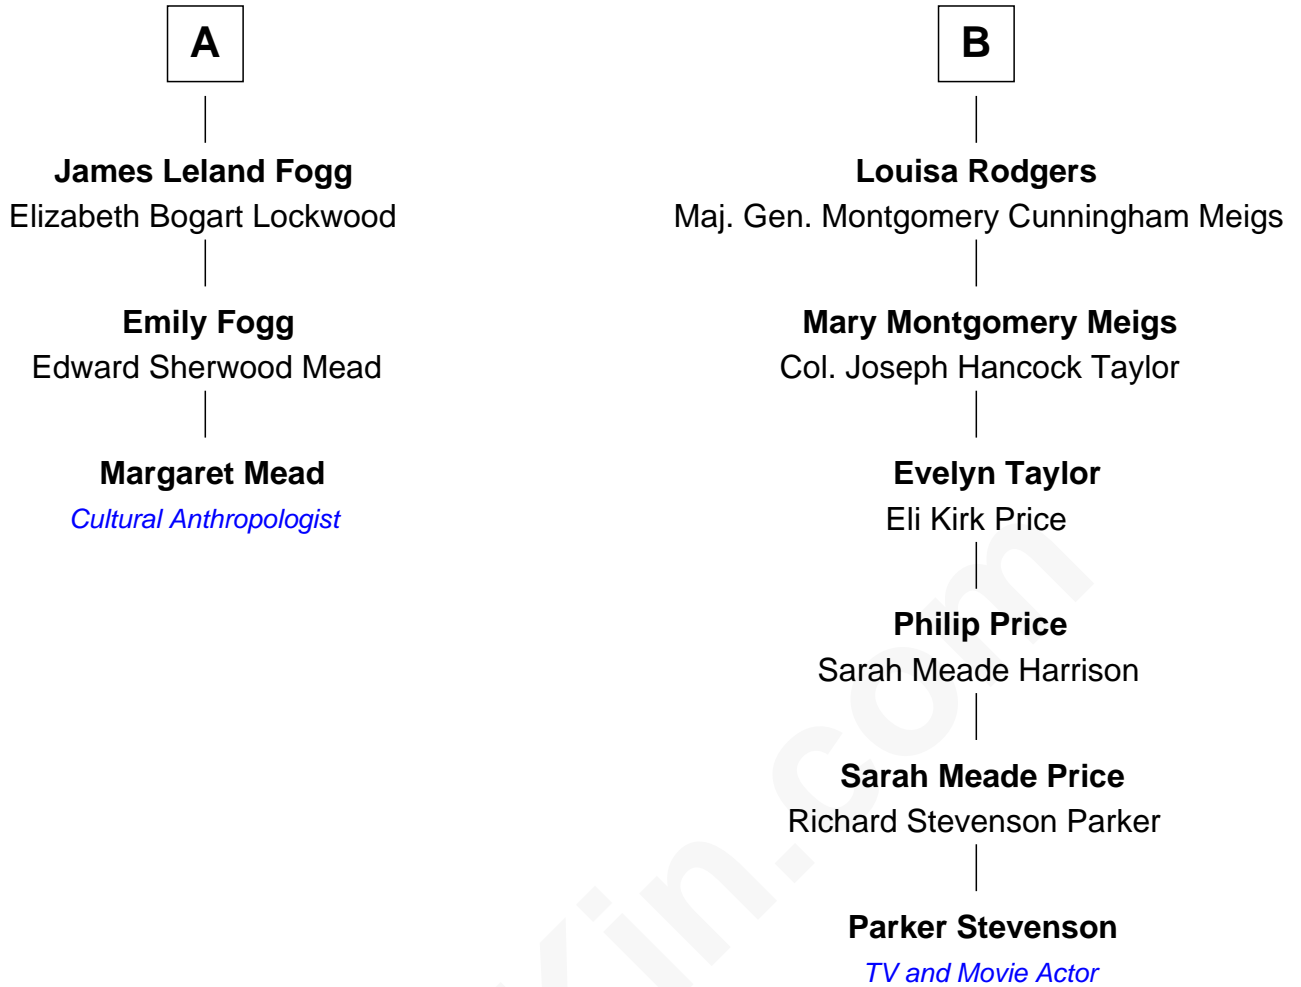 A
James Leland Fogg
Elizabeth Bogart Lockwood
Emily Fogg
Edward Sherwood Mead
Margaret Mead
Cultural Anthropologist
B
Louisa Rodgers
Maj. Gen. Montgomery Cunningham Meigs
Mary Montgomery Meigs
Col. Joseph Hancock Taylor
Evelyn Taylor
Eli Kirk Price
Philip Price
Sarah Meade Harrison
Sarah Meade Price
Richard Stevenson Parker
Parker Stevenson
TV and Movie Actor